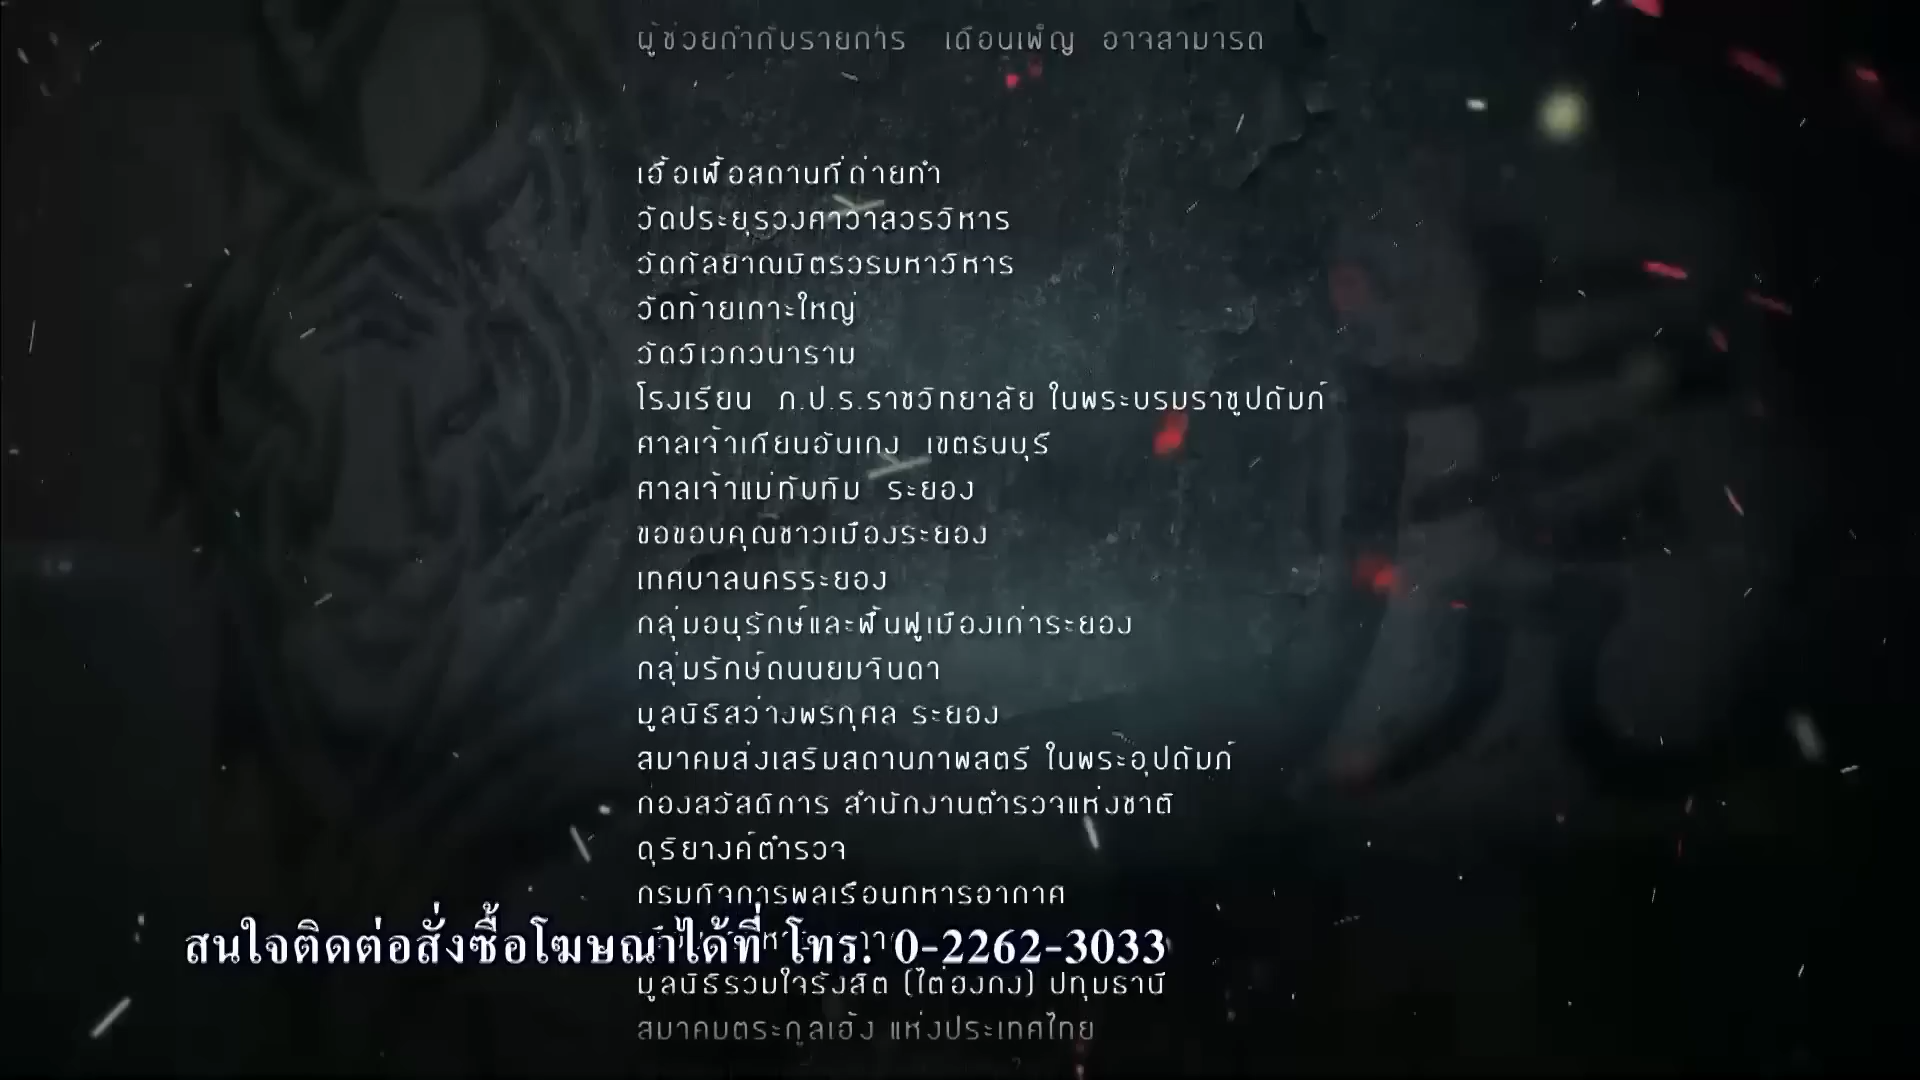 ผู้ช่วยกำกับรายการ เดือนเพ็ญ อาจสามารถ
เอื้อเฟื้อสถานที่ถ่ายทำ
วัดประยุรวงศาวาสวรวิหาร
วัดกัลยาณมิตรวรมหาวิหาร
วัดท้ายเกาะใหญ่
วัดวิเวกวนาราม
โรงเรียน ภ.ป.ร.ราชวิทยาลัย ในพระบรมราชูปถัมภ์
ศาลเจ้าเกียนอันเกง เขตธนบุรี
ศาลเจ้าแม่ทับทิม ระยอง
ขอขอบคุณชาวเมืองระยอง
เทศบาลนครระยอง
กลุ่มอนุรักษ์และฟื้นฟูเมืองเก่าระยอง
กลุ่มรักษ์ถนนยมจินดา
มูลนิธิสว่างพรกุศล ระยอง
สมาคมส่งเสริมสถานภาพสตรี ในพระอุปถัมภ์
กองสวัสดิการ สำนักงานตำรวจแห่งชาติ
ดุริยางค์ตำรวจ
กรมกิจการพลเรือนทหารอากาศ
สนใจติดต่อสั่งซื้อโฆษณาได้ที่ โทร. 0-2262-3033
มูลนิธิรวมใจรังสิต (ไต่ฮงกง) ปทุมธานี
สมาคมตระกูลเฮ้ง แห่งประเทศไทย